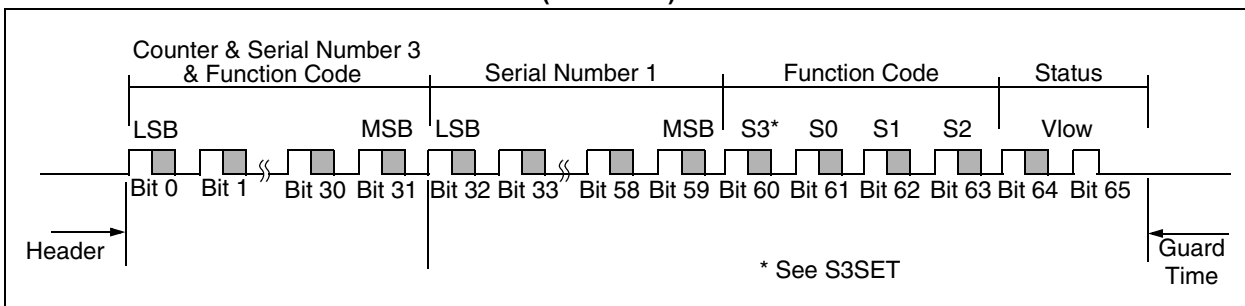 Counter & Serial Number 3
& Function Code
Serial Number 1
Function Code
Status
LSB
MSB
LSB
MSB
S3*
S0
S1
S2
Vlow
Bit 0
Bit 1
Bit 30
Bit 31
Bit 32
Bit 33
Bit 58
Bit 59
Bit 60
Bit 61
Bit 62
Bit 63
Bit 64
Bit 65
Header
Guard
Time
* See S3SET